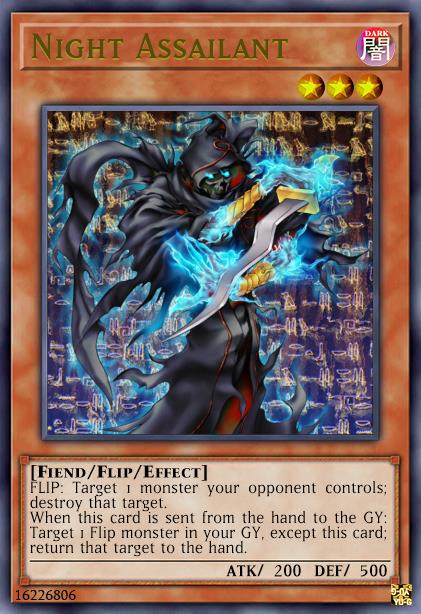 Night Assailant
DARK
闇
[Fiend/Flip/Effect]
FLIP: Target 1 monster your opponent controls;
destroy that target.
When this card is sent from the hand to the GY:
Target 1 Flip monster in your GY, except this card;
return that target to the hand.
ATK/ 200 DEF/ 500
16226806